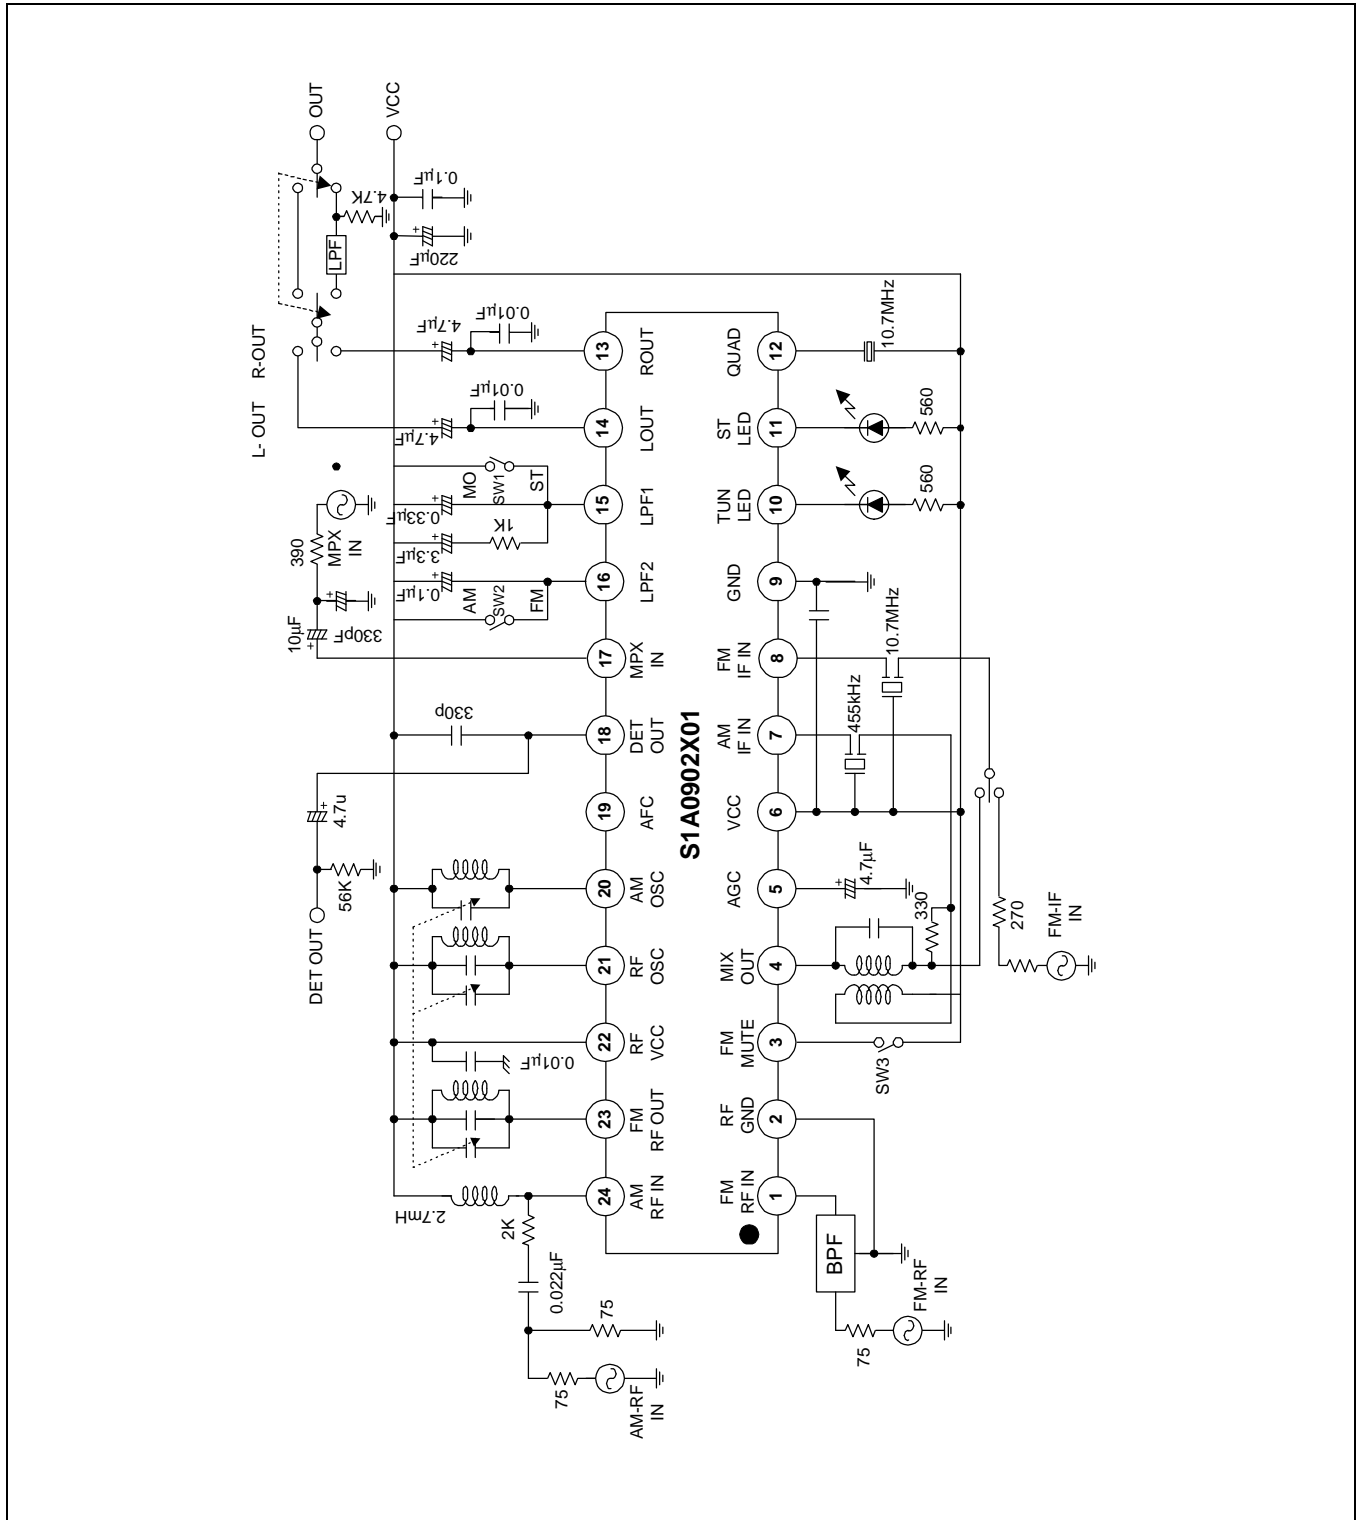 OUT
VCC
4.7K
0.1µF
LPF
220µF
L- OUT R-OUT
4.7µF
0.01µF
4.7µF
0.01µF
390
MPX
IN
10µF
330pF
MO
SW1
ST
0.33µF
1K
3.3µF
0.1µF
AM
SW2
FM
330p
4.7u
56K
DET OUT
0.01µF
2.7mH
2K
0.022µF
75
75
AM-RF
IN
13
ROUT
14
LOUT
15
LPF1
16
LPF2
17
MPX
IN
18
DET
OUT
19
AFC
20
AM
OSC
21
RF
OSC
22
RF
VCC
23
FM
RF OUT
24
AM
RF IN
S1A0902X01
QUAD
12
10.7MHz
ST
LED
11
560
TUN
LED
10
560
GND
9
FM
IF IN
8
10.7MHz
AM
IF IN
7
455kHz
VCC
6
AGC
5
4.7µF
MIX
OUT
4
330
270
FM-IF
IN
FM
MUTE
3
SW3
RF
GND
2
FM
RF IN
1
BPF
75
FM-RF
IN